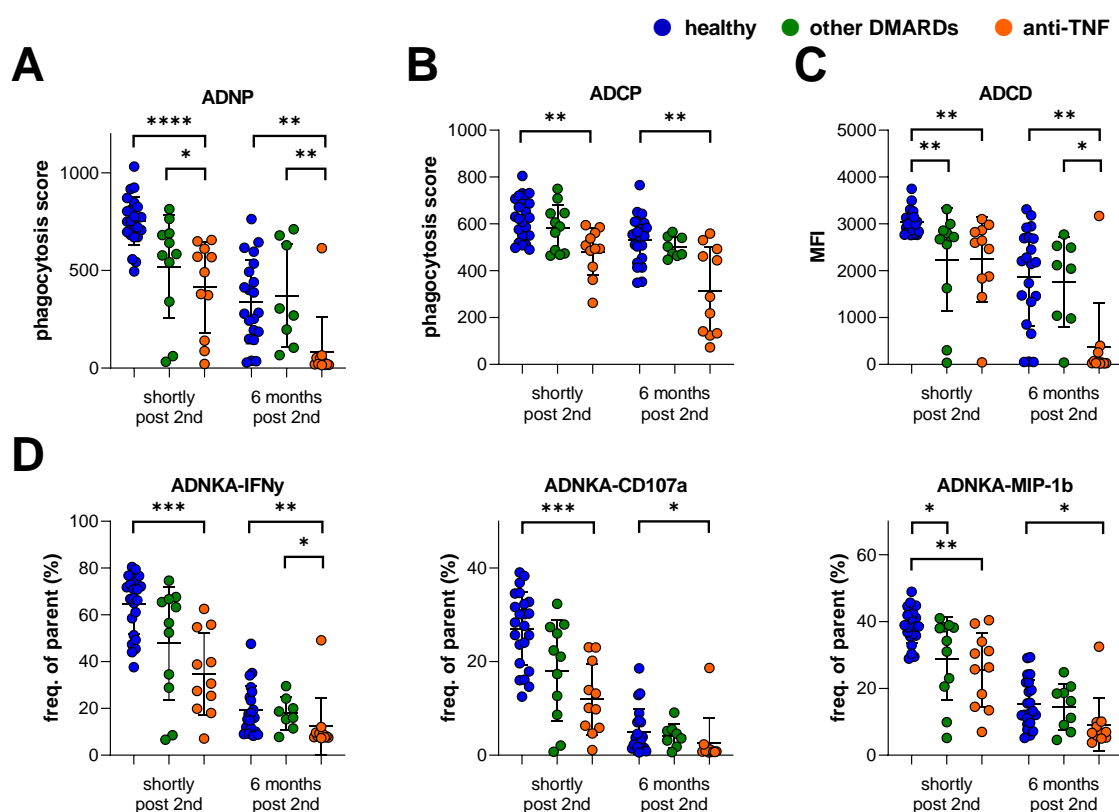 healthy other DMARDs anti-TNF
A
ADNP
phagocytosis score
1000
500
0
****
*
**
**
shortly
post 2nd
6 months
post 2nd
B
ADCP
phagocytosis score
1000
800
600
400
200
0
**
**
shortly
post 2nd
6 months
post 2nd
C
ADCD
MFI
5000
4000
3000
2000
1000
0
**
**
**
*
shortly
post 2nd
6 months
post 2nd
D
ADNKA-IFNy
freq. of parent (%)
100
80
60
40
20
0
***
**
*
shortly
post 2nd
6 months
post 2nd
ADNKA-CD107a
freq. of parent (%)
40
20
0
***
*
shortly
post 2nd
6 months
post 2nd
ADNKA-MIP-1b
freq. of parent (%)
60
40
20
0
*
**
*
shortly
post 2nd
6 months
post 2nd